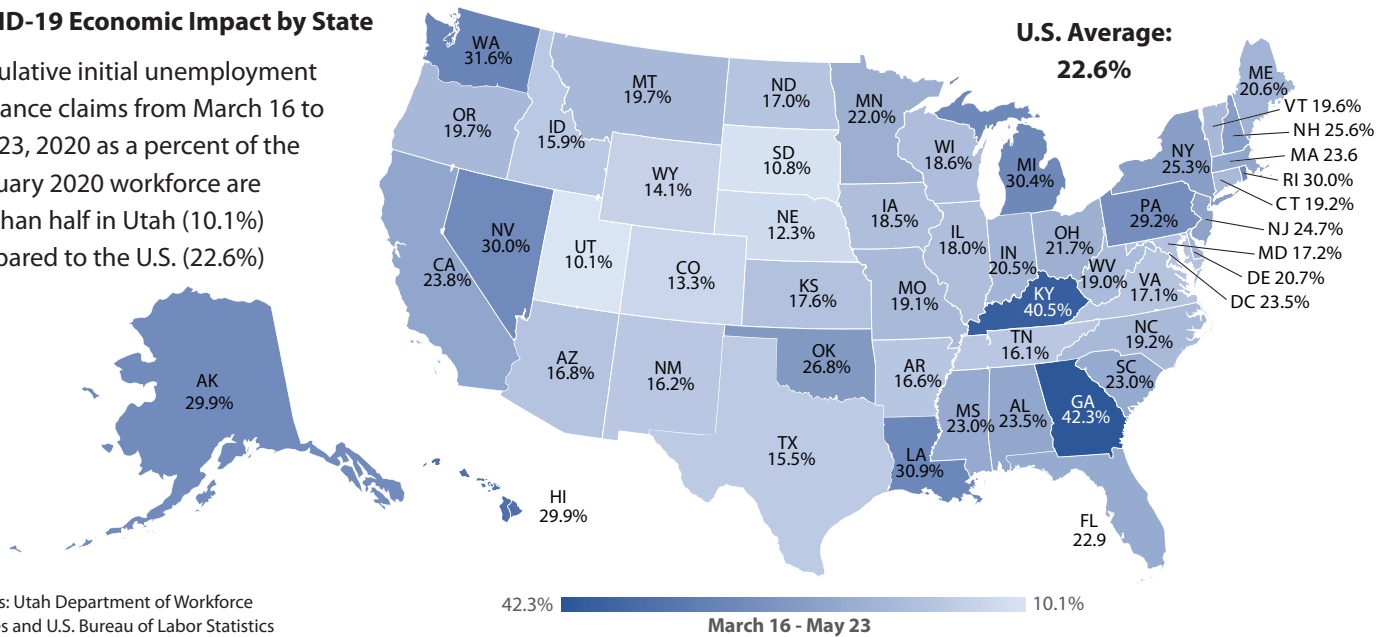 ID-19 Economic Impact by State
ulative initial unemployment
ance claims from March 16 to
23, 2020 as a percent of the
uary 2020 workforce are
han half in Utah (10.1%)
pared to the U.S. (22.6%)
U.S. Average:
22.6%
WA
31.6%
OR
19.7%
ID
15.9%
MT
19.7%
ND
17.0%
MN
22.0%
WI
18.6%
MI
30.4%
SD
10.8%
WY
14.1%
NE
12.3%
IA
18.5%
IL
18.0%
IN
20.5%
OH
21.7%
PA
29.2%
NY
25.3%
ME
20.6%
VT 19.6%
NH 25.6%
MA 23.6
RI 30.0%
CT 19.2%
NJ 24.7%
MD 17.2%
DE 20.7%
DC 23.5%
CA
23.8%
NV
30.0%
UT
10.1%
CO
13.3%
KS
17.6%
MO
19.1%
KY
40.5%
WV
19.0%
VA
17.1%
AZ
16.8%
NM
16.2%
OK
26.8%
AR
16.6%
TN
16.1%
NC
19.2%
SC
23.0%
TX
15.5%
LA
30.9%
MS
23.0%
AL
23.5%
GA
42.3%
FL
22.9
AK
29.9%
HI
29.9%
s: Utah Department of Workforce
es and U.S. Bureau of Labor Statistics
42.3%
10.1%
March 16 - May 23